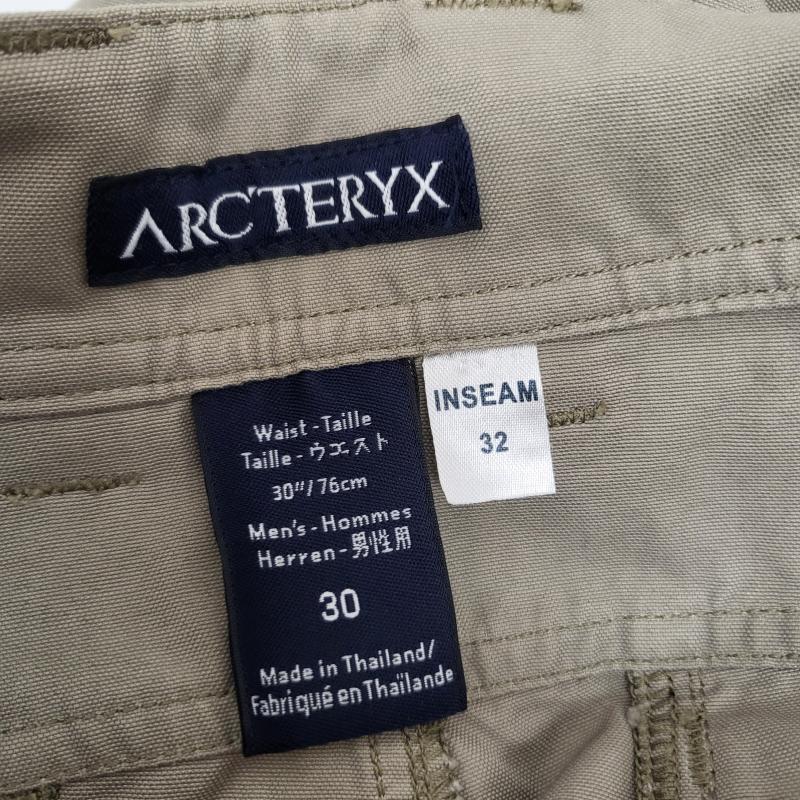 ARC'TERYX
Waist - Taille
Taille - ウエスト
30"/76cm
Men's - Hommes
Herren - 男性用
30
Made in Thailand/
Fabriqué en Thaïlande
INSEAM
32